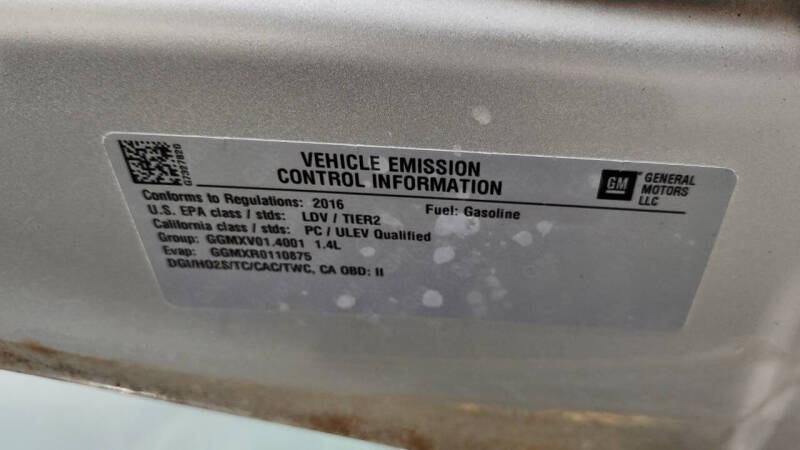 G7327B20
VEHICLE EMISSION
CONTROL INFORMATION
GM
GENERAL
MOTORS
LLC
Conforms to Regulations: 2016 Fuel: Gasoline
U.S. EPA class / stds: LDV / TIER2
California class / stds: PC / ULEV Qualified
Group: GGMXV01.4001 1.4L
Evap: GGMXR0110875
DGI/HO2S/TC/CAC/TWC, CA OBD: II